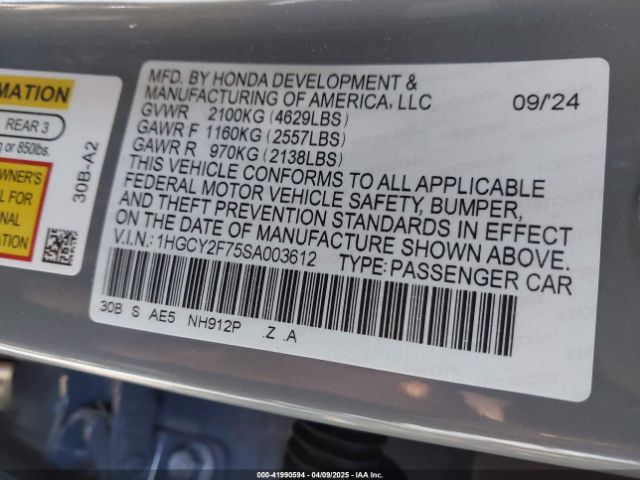 MFD. BY HONDA DEVELOPMENT &
MANUFACTURING OF AMERICA, LLC 09/'24
GVWR 2100KG (4629LBS)
GAWR F 1160KG (2557LBS)
GAWR R 970KG (2138LBS)
THIS VEHICLE CONFORMS TO ALL APPLICABLE
FEDERAL MOTOR VEHICLE SAFETY, BUMPER,
AND THEFT PREVENTION STANDARDS IN EFFECT
ON THE DATE OF MANUFACTURE SHOWN ABOVE.
V.I.N.: 1HGCY2F75SA003612 TYPE: PASSENGER CAR
30B S AE5 NH912P .Z .A
REAR 3
or 850lbs.
30B-A2
000-41990594 | 04/09/2025 | IAA Inc.